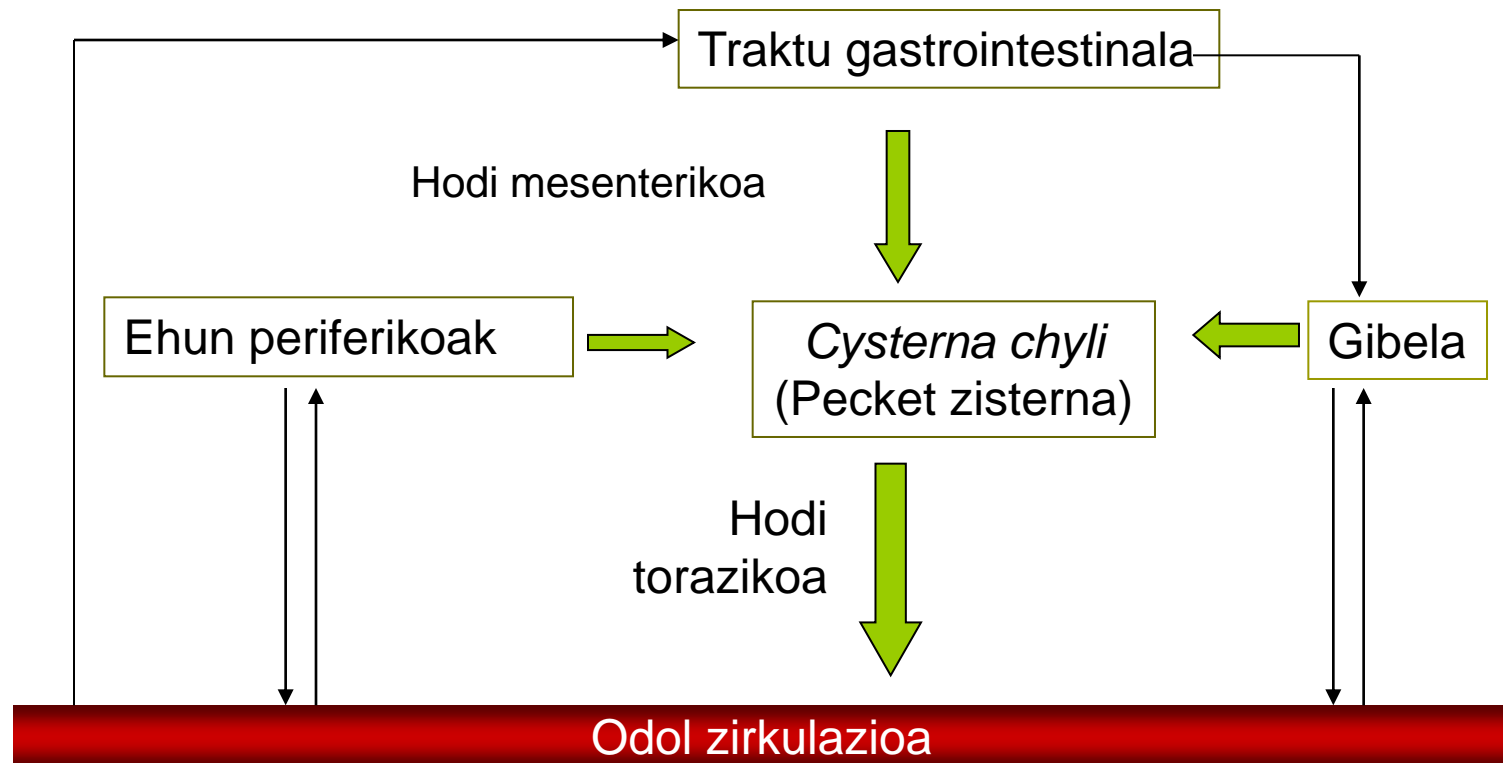 Traktu gastrointestinala
Hodi mesenterikoa
Ehun periferikoak
Cysterna chyli
(Pecket zisterna)
Gibela
Hodi
torazikoa
Odol zirkulazioa